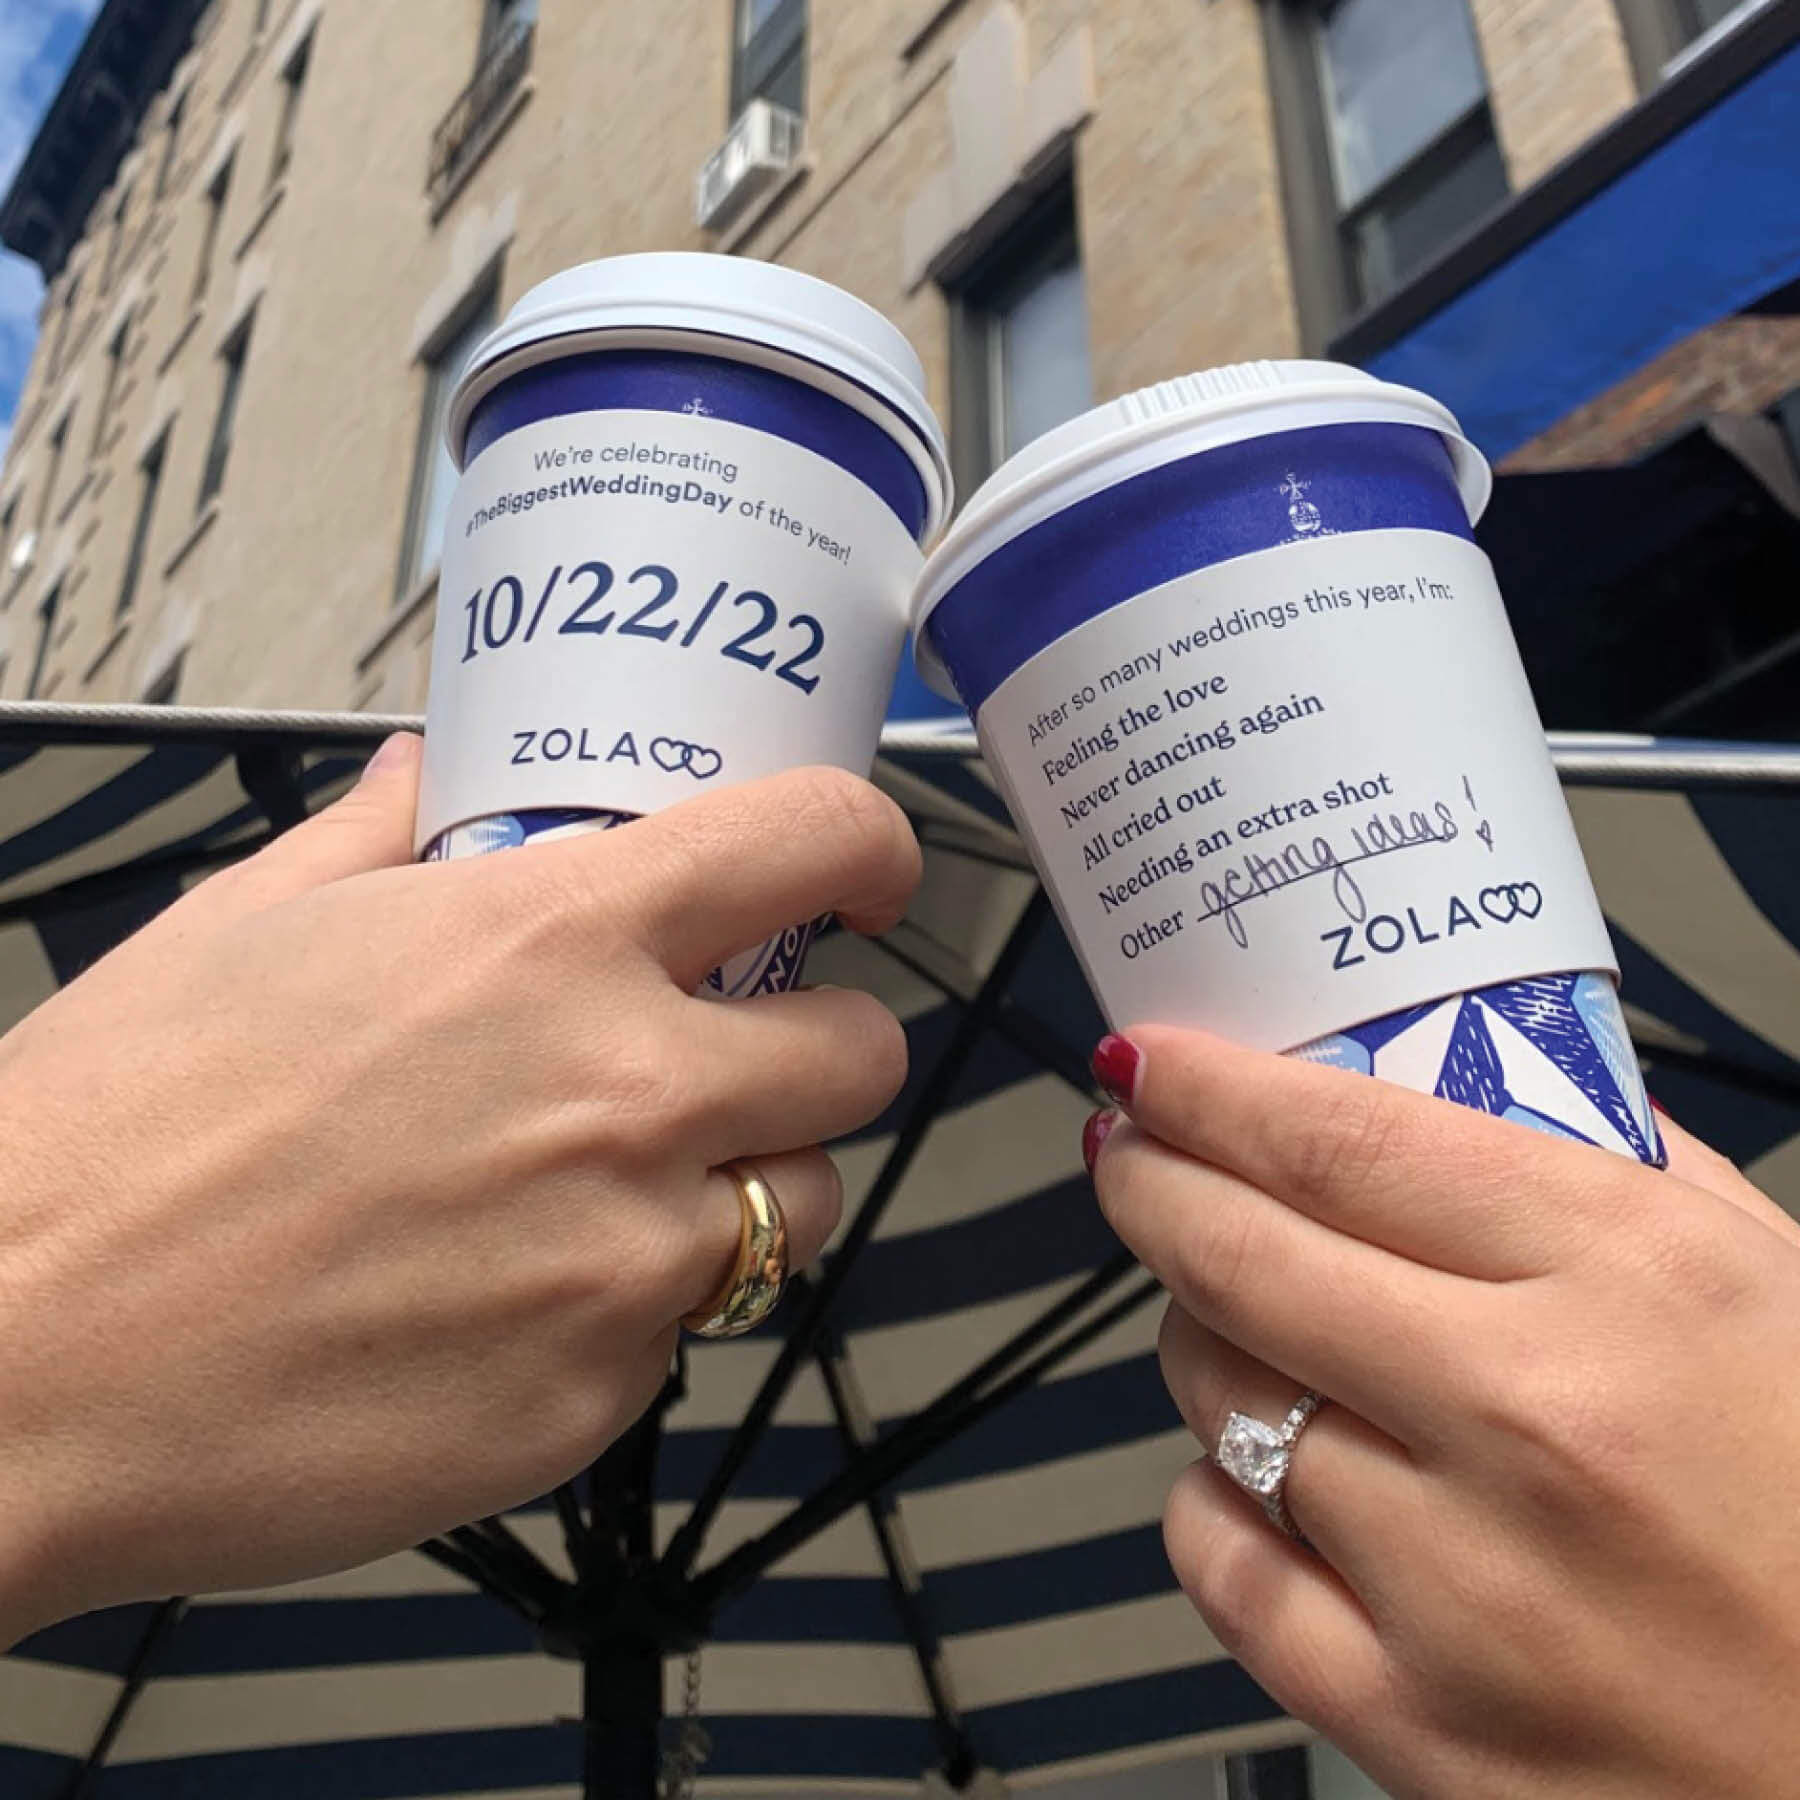 We're celebrating
#TheBiggestWeddingDay of the year!
10/22/22
ZOLA
After so many weddings this year, I'm:
Feeling the love
Never dancing again
All cried out
Needing an extra shot
Other getting ideas!
ZOLA